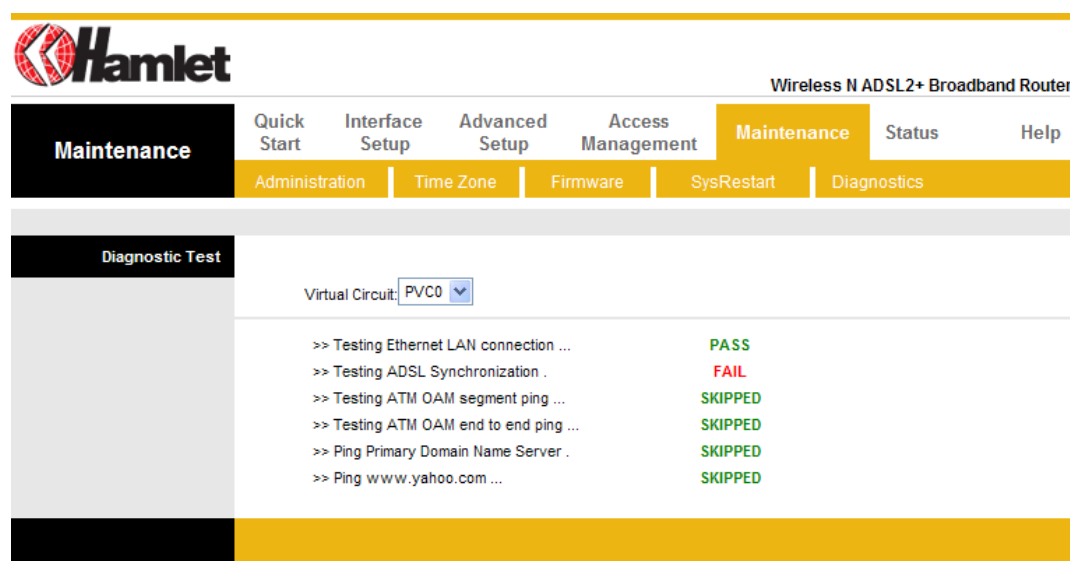 Hamlet
Wireless N ADSL2+ Broadband Router
Maintenance
Quick Start
Interface Setup
Advanced Setup
Access Management
Maintenance
Status
Help
Administration
Time Zone
Firmware
SysRestart
Diagnostics
Diagnostic Test
Virtual Circuit: PVC0
>> Testing Ethernet LAN connection ... PASS
>> Testing ADSL Synchronization . FAIL
>> Testing ATM OAM segment ping ... SKIPPED
>> Testing ATM OAM end to end ping ... SKIPPED
>> Ping Primary Domain Name Server . SKIPPED
>> Ping www.yahoo.com ... SKIPPED